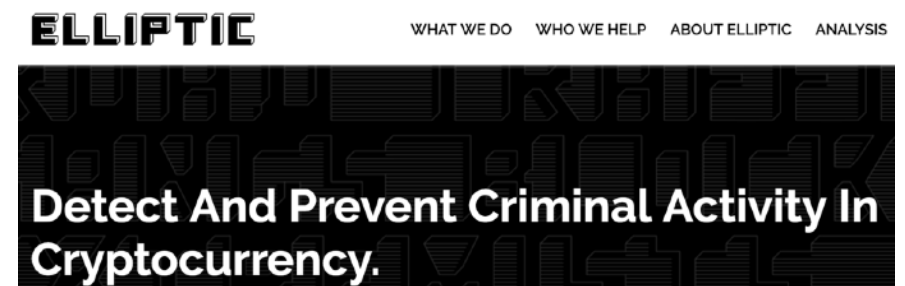 ELLIPTIC
WHAT WE DO WHO WE HELP ABOUT ELLIPTIC ANALYSIS
Detect And Prevent Criminal Activity In
Cryptocurrency.